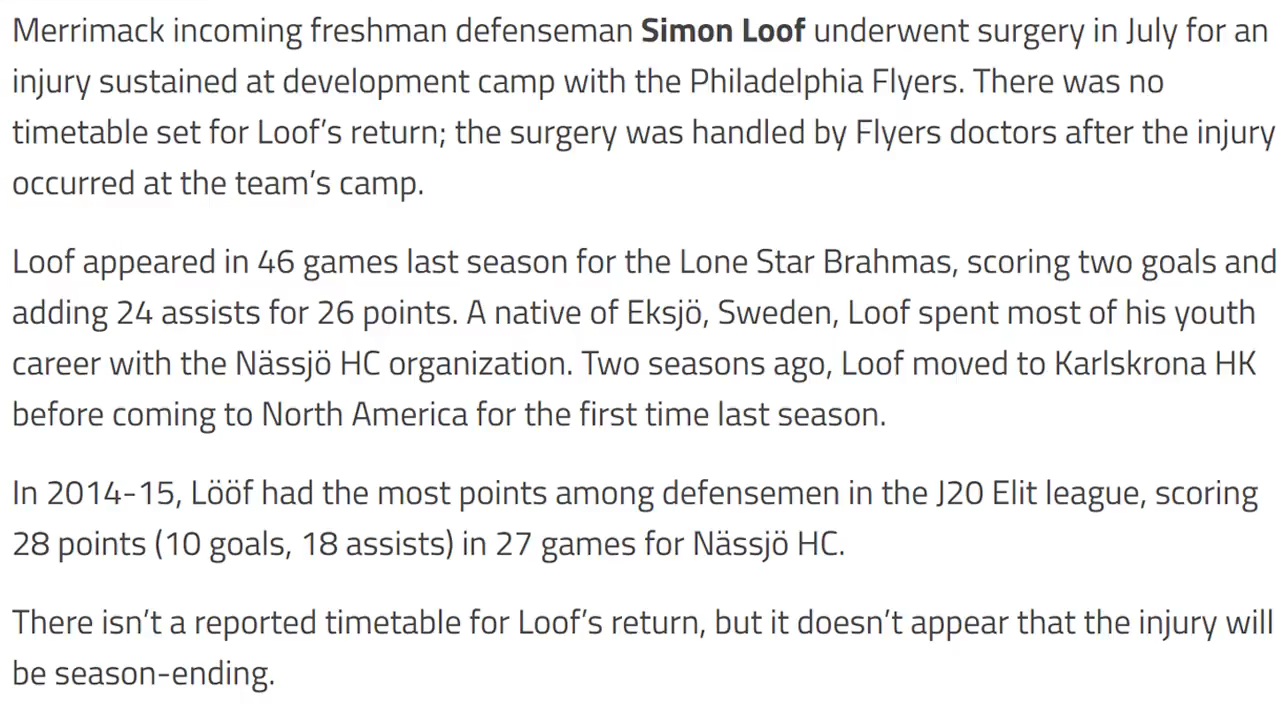 Merrimack incoming freshman defenseman Simon Loof underwent surgery in July for an
injury sustained at development camp with the Philadelphia Flyers. There was no
timetable set for Loof’s return; the surgery was handled by Flyers doctors after the injury
occurred at the team’s camp.
Loof appeared in 46 games last season for the Lone Star Brahmas, scoring two goals and
adding 24 assists for 26 points. A native of Eksjö, Sweden, Loof spent most of his youth
career with the Nässjö HC organization. Two seasons ago, Loof moved to Karlskrona HK
before coming to North America for the first time last season.
In 2014-15, Lööf had the most points among defensemen in the J20 Elit league, scoring
28 points (10 goals, 18 assists) in 27 games for Nässjö HC.
There isn’t a reported timetable for Loof’s return, but it doesn’t appear that the injury will
be season-ending.